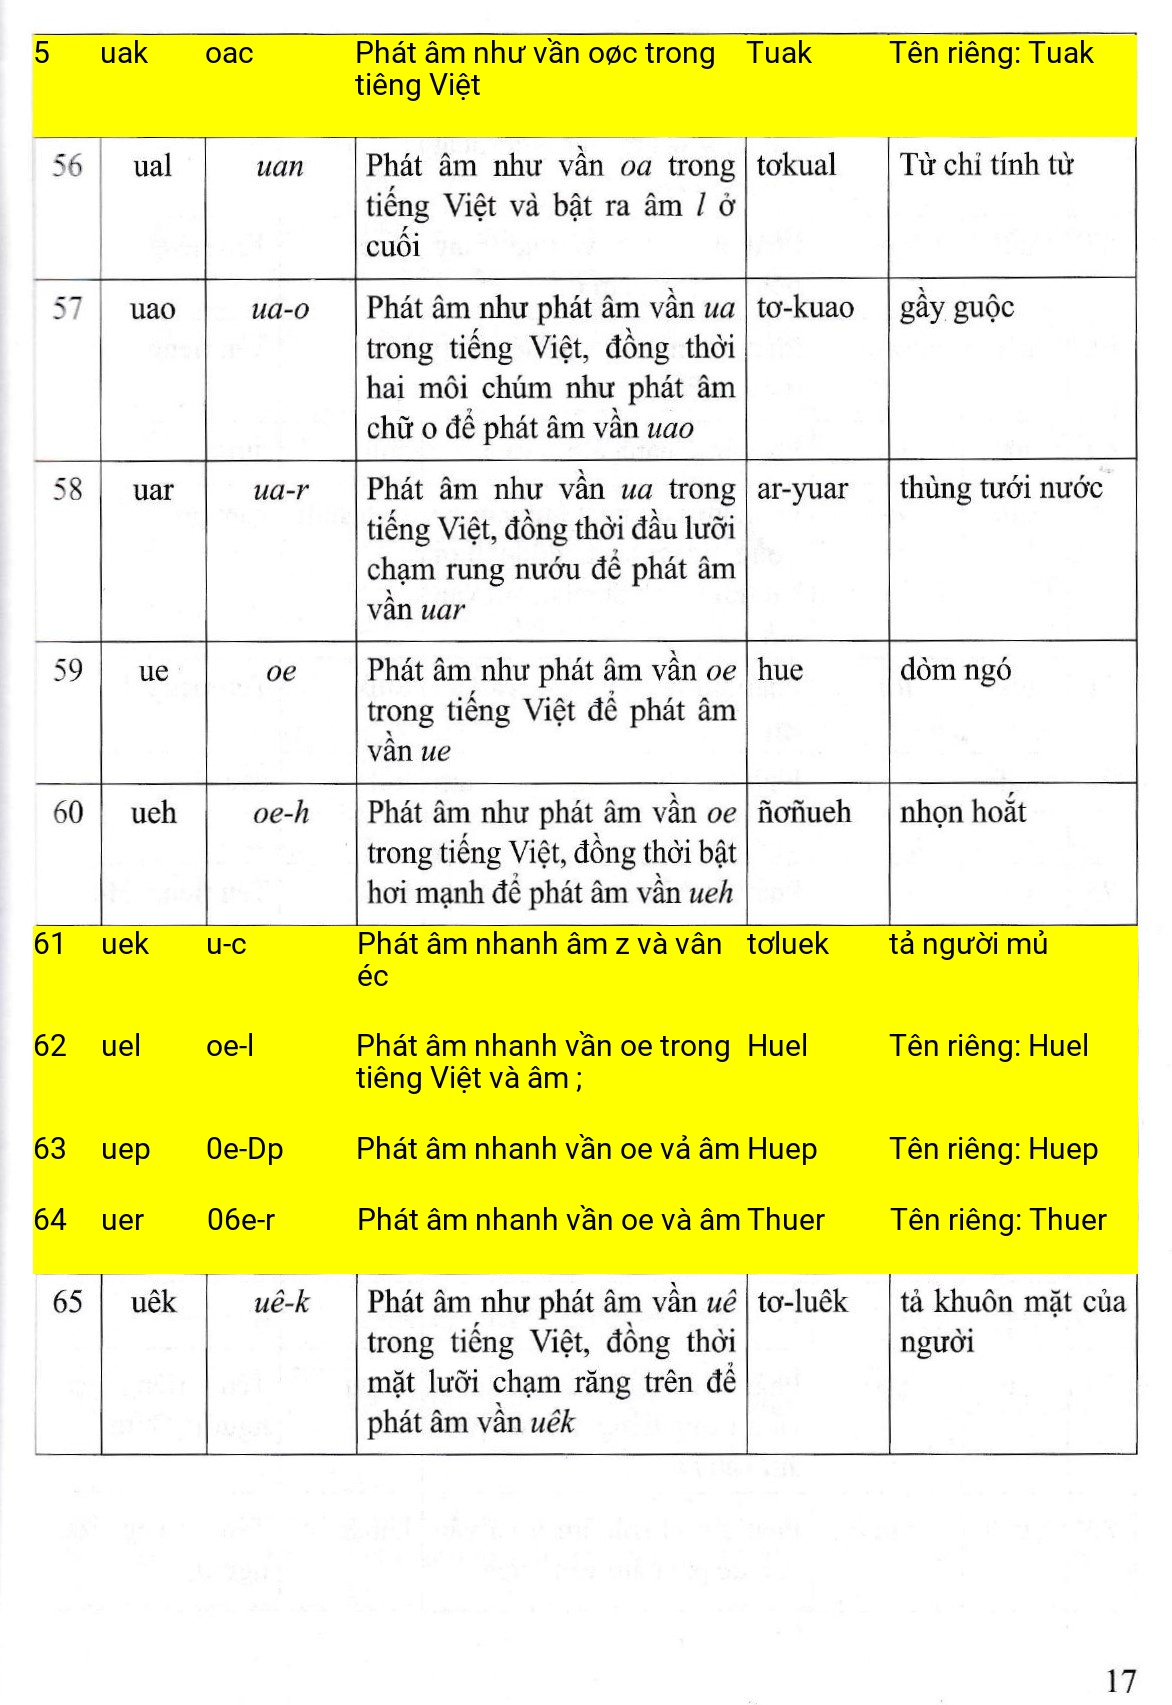 5 uak oac Phát âm như vần oøc trong Tuak Tên riêng: Tuak
tiêng Việt
56 ual uan Phát âm như vần oa trong tơkual Từ chỉ tính từ
tiếng Việt và bật ra âm l ở
cuối
57 uao ua-o Phát âm như phát âm vần ua tơ-kuao gầy guộc
trong tiếng Việt, đồng thời
hai môi chúm như phát âm
chữ o để phát âm vần uao
58 uar ua-r Phát âm như vần ua trong ar-yuar thùng tưới nước
tiếng Việt, đồng thời đầu lưỡi
chạm rung nướu để phát âm
vần uar
59 ue oe Phát âm như phát âm vần oe hue dòm ngó
trong tiếng Việt để phát âm
vần ue
60 ueh oe-h Phát âm như phát âm vần oe ñơñueh nhọn hoắt
trong tiếng Việt, đồng thời bật
hơi mạnh để phát âm vần ueh
61 uek u-c Phát âm nhanh âm z và vân tơluek tả người mủ
éc
62 uel oe-l Phát âm nhanh vần oe trong Huel Tên riêng: Huel
tiêng Việt và âm ;
63 uep 0e-Dp Phát âm nhanh vần oe vả âm Huep Tên riêng: Huep
64 uer 06e-r Phát âm nhanh vần oe và âm Thuer Tên riêng: Thuer
65 uêk uê-k Phát âm như phát âm vần uê tơ-luêk tả khuôn mặt của
trong tiếng Việt, đồng thời người
mặt lưỡi chạm răng trên để
phát âm vần uêk
17